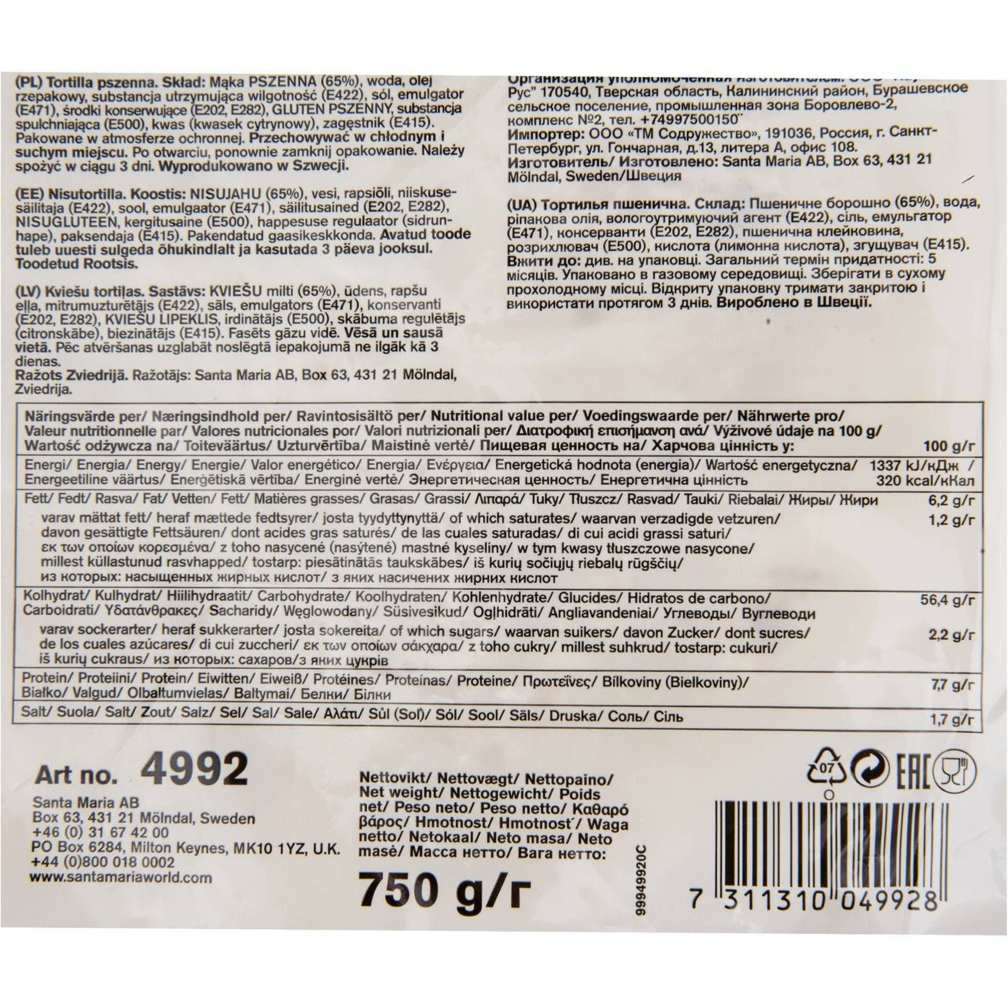 (PL) Tortilla pszenna. Skład: Mąka PSZENNA (65%), woda, olej
rzepakowy, substancja utrzymująca wilgotność (E422), sól, emulgator
(E471), środki konserwujące (E202, E282), GLUTEN PSZENNY, substancja
spulchniająca (E500), kwas (kwasek cytrynowy), zagęstnik (E415).
Pakowane w atmosferze ochronnej. Przechowywać w chłodnym i
suchym miejscu. Po otwarciu, ponownie zamknij opakowanie. Należy
spożyć w ciągu 3 dni. Wyprodukowano w Szwecji.
(EE) Nisutortilla. Koostis: NISUJAHU (65%), vesi, rapsiõli, niiskuse-
säilitaja (E422), sool, emulgaator (E471), säilitusained (E202, E282),
NISUGLUTEEN, kergitusaine (E500), happesuse regulaator (sidrun-
hape), paksendaja (E415). Pakendatud gaasikeskkonda. Avatud toode
tuleb uuesti sulgeda õhukindlalt ja kasutada 3 päeva jooksul.
Toodetud Rootsis.
(LV) Kviešu tortiļas. Sastāvs: KVIEŠU milti (65%), ūdens, rapšu
eļļa, mitrumuzturētājs (E422), sāls, emulgators (E471), konservanti
(E202, E282), KVIEŠU LIPEKLIS, irdinātājs (E500), skābuma regulētājs
(citronskābe), biezinātājs (E415). Fasēts gāzu vidē. Vēsā un sausā
vietā. Pēc atvēršanas uzglabāt noslēgtā iepakojumā ne ilgāk kā 3
dienas.
Ražots Zviedrijā. Ražotājs: Santa Maria AB, Box 63, 431 21 Mölndal,
Zviedrija.
Организация уполномоченная изготовителем: ООО
Рус" 170540, Тверская область, Калининский район, Бурашевское
сельское поселение, промышленная зона Боровлево-2,
комплекс №2, тел. +74997500150
Импортер: ООО «ТМ Содружество», 191036, Россия, г. Санкт-
Петербург, ул. Гончарная, д.13, литера А, офис 108.
Изготовитель/ Изготовлено: Santa Maria AB, Box 63, 431 21
Mölndal, Sweden/Швеция
(UA) Тортилья пшенична. Склад: Пшеничне борошно (65%), вода,
ріпакова олія, вологоутримуючий агент (E422), сіль, емульгатор
(E471), консерванти (E202, E282), пшенична клейковина,
розрихлювач (E500), кислота (лимонна кислота), згущувач (E415).
Вжити до: див. на упаковці. Загальний термін придатності: 5
місяців. Упаковано в газовому середовищі. Зберігати в сухому
прохолодному місці. Відкриту упаковку тримати закритою і
використати протягом 3 днів. Вироблено в Швеції.
Näringsvärde per/ Næringsindhold per/ Ravintosisältö per/ Nutritional value per/ Voedingswaarde per/ Nährwerte pro/
Valeur nutritionnelle par/ Valores nutricionales por/ Valori nutrizionali per/ Διατροφική επισήμανση ανά/ Výživové údaje na 100 g/
Wartość odżywcza na/ Toiteväärtus/ Uzturvērtība/ Maistinė vertė/ Пищевая ценность на/ Харчова цінність у: 100 g/г
Energi/ Energia/ Energy/ Energie/ Valor energético/ Energia/ Ενέργεια/ Energetická hodnota (energia)/ Wartość energetyczna/ 1337 kJ/кДж /
Energeetiline väärtus/ Enerģētiskā vērtība/ Energinė vertė/ Энергетическая ценность/ Енергетична цінність 320 kcal/кКал
Fett/ Fedt/ Rasva/ Fat/ Vetten/ Fett/ Matières grasses/ Grasas/ Grassi/ Λιπαρά/ Tuky/ Tłuszcz/ Rasvad/ Tauki/ Riebalai/ Жиры/ Жири 6,2 g/г
varav mättat fett/ heraf mættede fedtsyrer/ josta tyydyttynyttä/ of which saturates/ waarvan verzadigde vetzuren/ 1,2 g/г
davon gesättigte Fettsäuren/ dont acides gras saturés/ de las cuales saturadas/ di cui acidi grassi saturi/
εκ των οποίων κορεσμένα/ z toho nasycené (nasýtené) mastné kyseliny/ w tym kwasy tłuszczowe nasycone/
millest küllastunud rasvhapped/ tostarp: piesātinātās taukskābes/ iš kurių sočiųjų riebalų rūgščių/
из которых: насыщенных жирных кислот/ з яких насичених жирних кислот
Kolhydrat/ Kulhydrat/ Hiilihydraatit/ Carbohydrate/ Koolhydraten/ Kohlenhydrate/ Glucides/ Hidratos de carbono/ 56,4 g/г
Carboidrati/ Υδατάνθρακες/ Sacharidy/ Węglowodany/ Süsivesikud/ Ogļhidrāti/ Angliavandeniai/ Углеводы/ Вуглеводи
varav sockerarter/ heraf sukkerarter/ josta sokereita/ of which sugars/ waarvan suikers/ davon Zucker/ dont sucres/ 2,2 g/г
de los cuales azúcares/ di cui zuccheri/ εκ των οποίων σάκχαρα/ z toho cukry/ millest suhkrud/ tostarp: cukuri/
iš kurių cukraus/ из которых: сахаров/з яких цукрів
Protein/ Proteiini/ Protein/ Eiwitten/ Eiweiß/ Protéines/ Proteínas/ Proteine/ Πρωτεΐνες/ Bílkoviny (Bielkoviny)/ 7,7 g/г
Białko/ Valgud/ Olbaltumvielas/ Baltymai/ Белки/ Білки
Salt/ Suola/ Salt/ Zout/ Salz/ Sel/ Sal/ Sale/ Αλάτι/ Sůl (Soľ)/ Sól/ Sool/ Sāls/ Druska/ Соль/ Сіль 1,7 g/г
Art no. 4992
Santa Maria AB
Box 63, 431 21 Mölndal, Sweden
+46 (0) 31 67 42 00
PO Box 6284, Milton Keynes, MK10 1YZ, U.K.
+44 (0)800 018 0002
www.santamariaworld.com
Nettovikt/ Nettovægt/ Nettopaino/
Net weight/ Nettogewicht/ Poids
net/ Peso neto/ Peso netto/ Καθαρό
βάρος/ Hmotnost/ Hmotnosť/ Waga
netto/ Netokaal/ Neto masa/ Neto
masė/ Масса нетто/ Вага нетто:
750 g/г
99949920C
07
EAC
7 311310 049928